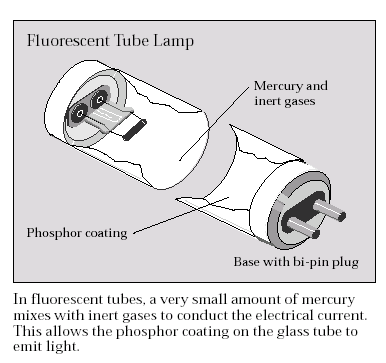 Fluorescent Tube Lamp
Mercury and
inert gases
Phosphor coating
Base with bi-pin plug
In fluorescent tubes, a very small amount of mercury
mixes with inert gases to conduct the electrical current.
This allows the phosphor coating on the glass tube to
emit light.